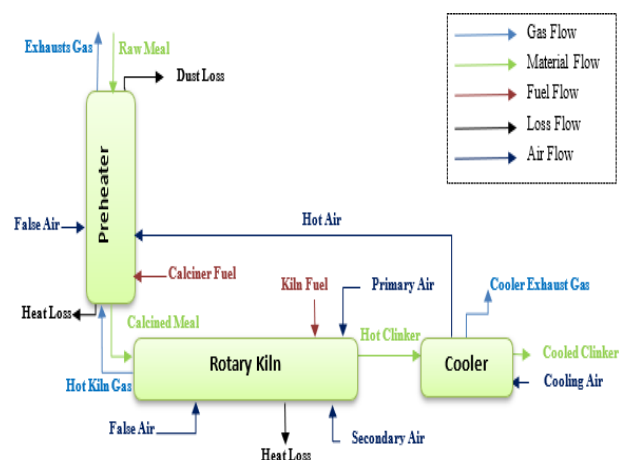 Exhausts Gas
Raw Meal
Dust Loss
Gas Flow
Material Flow
Fuel Flow
Loss Flow
Air Flow
Preheater
False Air
Hot Air
Calciner Fuel
Kiln Fuel
Primary Air
Cooler Exhust Gas
Heat Loss
Calcined Meal
Hot Clinker
Rotary Kiln
Cooler
Cooled Clinker
Hot Kiln Gas
Cooling Air
False Air
Secondary Air
Heat Loss